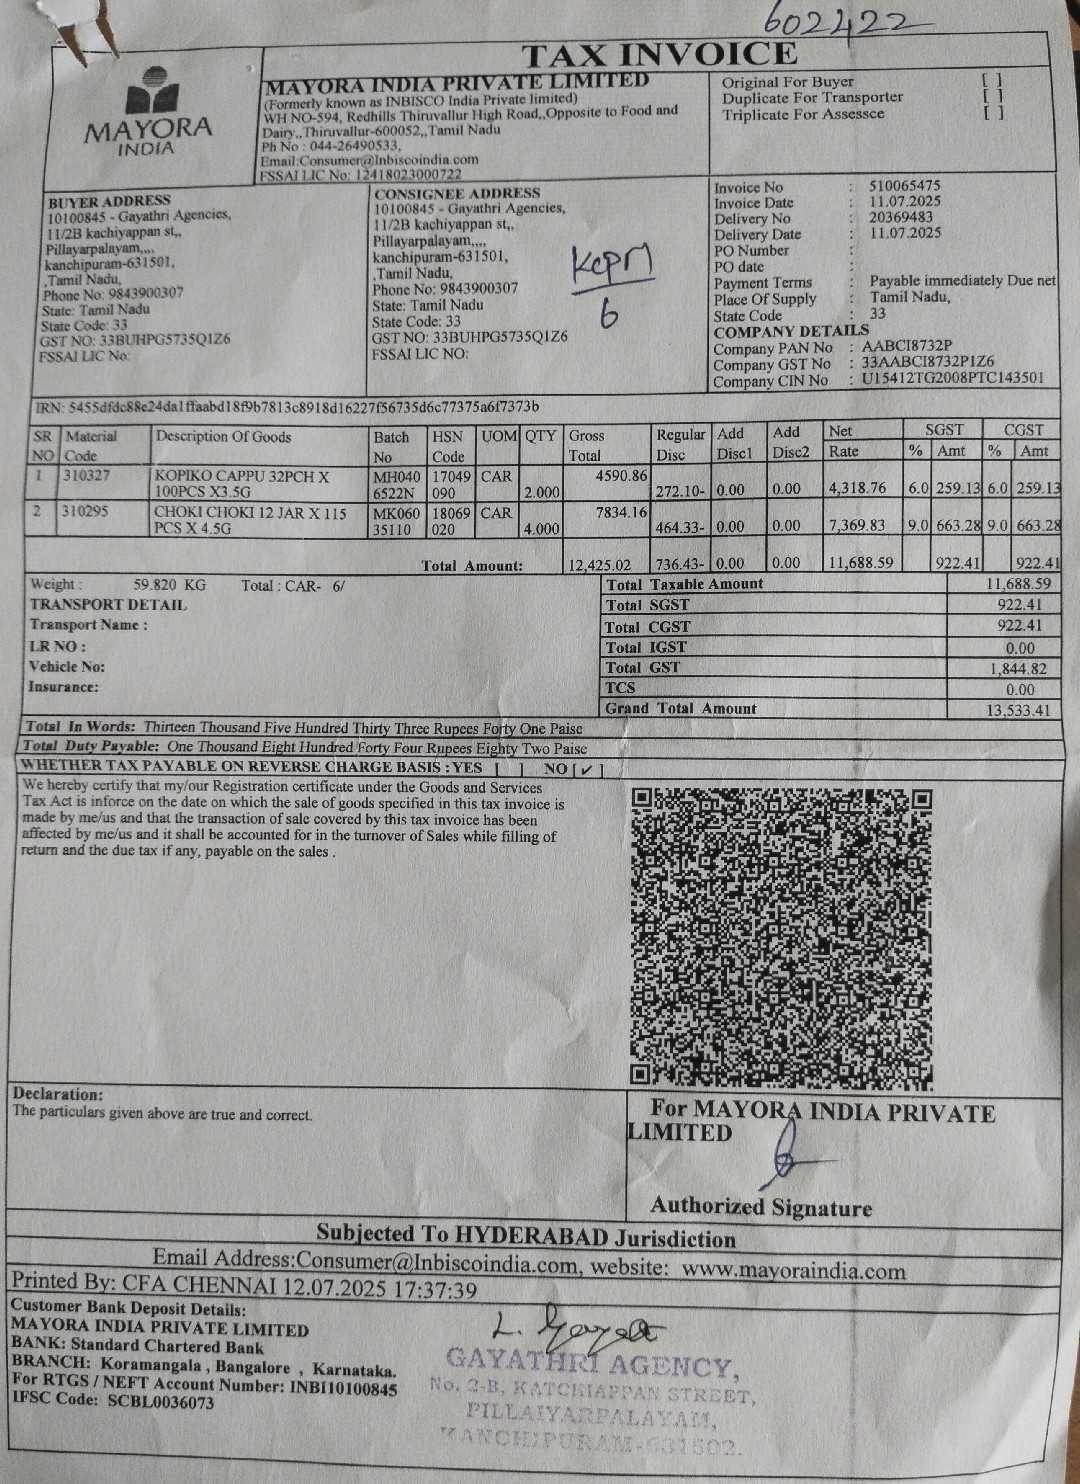 602422
TAX INVOICE
MAYORA
INDIA
MAYORA INDIA PRIVATE LIMITED
(Formerly known as INBISCO India Private limited)
WH NO-594, Redhills Thiruvallur High Road,,Opposite to Food and
Dairy,,Thiruvallur-600052,,Tamil Nadu
Ph No : 044-26490533,
Email:Consumer@Inbiscoindia.com
FSSAI LIC No: 12418023000722
Original For Buyer [ ]
Duplicate For Transporter [ ]
Triplicate For Assessce [ ]
BUYER ADDRESS
10100845 - Gayathri Agencies,
11/2B kachiyappan st,,
Pillayarpalayam,,,,
kanchipuram-631501,
,Tamil Nadu,
Phone No: 9843900307
State: Tamil Nadu
State Code: 33
GST NO: 33BUHPG5735Q1Z6
FSSAI LIC No:
CONSIGNEE ADDRESS
10100845 - Gayathri Agencies,
11/2B kachiyappan st,,
Pillayarpalayam,,,,
kanchipuram-631501,
,Tamil Nadu,
Phone No: 9843900307
State: Tamil Nadu
State Code: 33
GST NO: 33BUHPG5735Q1Z6
FSSAI LIC NO:
KCPM
6
Invoice No : 510065475
Invoice Date : 11.07.2025
Delivery No : 20369483
Delivery Date : 11.07.2025
PO Number :
PO date :
Payment Terms : Payable immediately Due net
Place Of Supply : Tamil Nadu,
State Code : 33
COMPANY DETAILS
Company PAN No : AABCI8732P
Company GST No : 33AABCI8732P1Z6
Company CIN No : U15412TG2008PTC143501
IRN: 5455dfdc88e24da1ffaabd18f9b7813c8918d16227f56735d6c77375a6f7373b
SR NO Material Code Description Of Goods Batch No HSN Code UOM QTY Gross Total Regular Disc Add Disc1 Add Disc2 Net Rate SGST % Amt CGST % Amt
1 310327 KOPIKO CAPPU 32PCH X 100PCS X3.5G MH040 6522N 17049 090 CAR 2.000 4590.86 272.10- 0.00 0.00 4,318.76 6.0 259.13 6.0 259.13
2 310295 CHOKI CHOKI 12 JAR X 115 PCS X 4.5G MK060 35110 18069 020 CAR 4.000 7834.16 464.33- 0.00 0.00 7,369.83 9.0 663.28 9.0 663.28
Total Amount: 12,425.02 736.43- 0.00 0.00 11,688.59 922.41 922.41
Weight : 59.820 KG Total : CAR- 6/
TRANSPORT DETAIL
Transport Name :
LR NO :
Vehicle No:
Insurance:
Total Taxable Amount 11,688.59
Total SGST 922.41
Total CGST 922.41
Total IGST 0.00
Total GST 1,844.82
TCS 0.00
Grand Total Amount 13,533.41
Total In Words: Thirteen Thousand Five Hundred Thirty Three Rupees Forty One Paise
Total Duty Payable: One Thousand Eight Hundred Forty Four Rupees Eighty Two Paise
WHETHER TAX PAYABLE ON REVERSE CHARGE BASIS : YES [ ] NO [✓]
We hereby certify that my/our Registration certificate under the Goods and Services
Tax Act is inforce on the date on which the sale of goods specified in this tax invoice is
made by me/us and that the transaction of sale covered by this tax invoice has been
affected by me/us and it shall be accounted for in the turnover of Sales while filling of
return and the due tax if any, payable on the sales .
Declaration:
The particulars given above are true and correct.
For MAYORA INDIA PRIVATE
LIMITED
Authorized Signature
Subjected To HYDERABAD Jurisdiction
Email Address:Consumer@Inbiscoindia.com, website: www.mayoraindia.com
Printed By: CFA CHENNAI 12.07.2025 17:37:39
Customer Bank Deposit Details:
MAYORA INDIA PRIVATE LIMITED
BANK: Standard Chartered Bank
BRANCH: Koramangala , Bangalore , Karnataka.
For RTGS / NEFT Account Number: INBI10100845
IFSC Code: SCBL0036073
GAYATHRI AGENCY,
No. 2-B, KATCHIAPPAN STREET,
PILLAIYARPALAYAM,
KANCHIPURAM-631502.